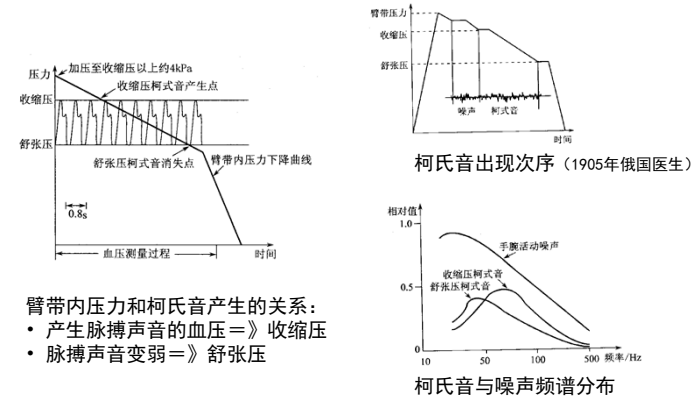 压力
加压至收缩压以上约4kPa
收缩压柯式音产生点
收缩压
舒张压
舒张压柯式音消失点
臂带内压力下降曲线
0.8s
血压测量过程
时间
臂带内压力和柯氏音产生的关系：
• 产生脉搏声音的血压＝》收缩压
• 脉搏声音变弱＝》舒张压
臂带压力
收缩压
舒张压
噪声
柯式音
时间
柯氏音出现次序（1905年俄国医生）
相对值
1.0
手腕活动噪声
收缩压柯式音
舒张压柯式音
0.5
0
10
50
100
500
频率/Hz
柯氏音与噪声频谱分布